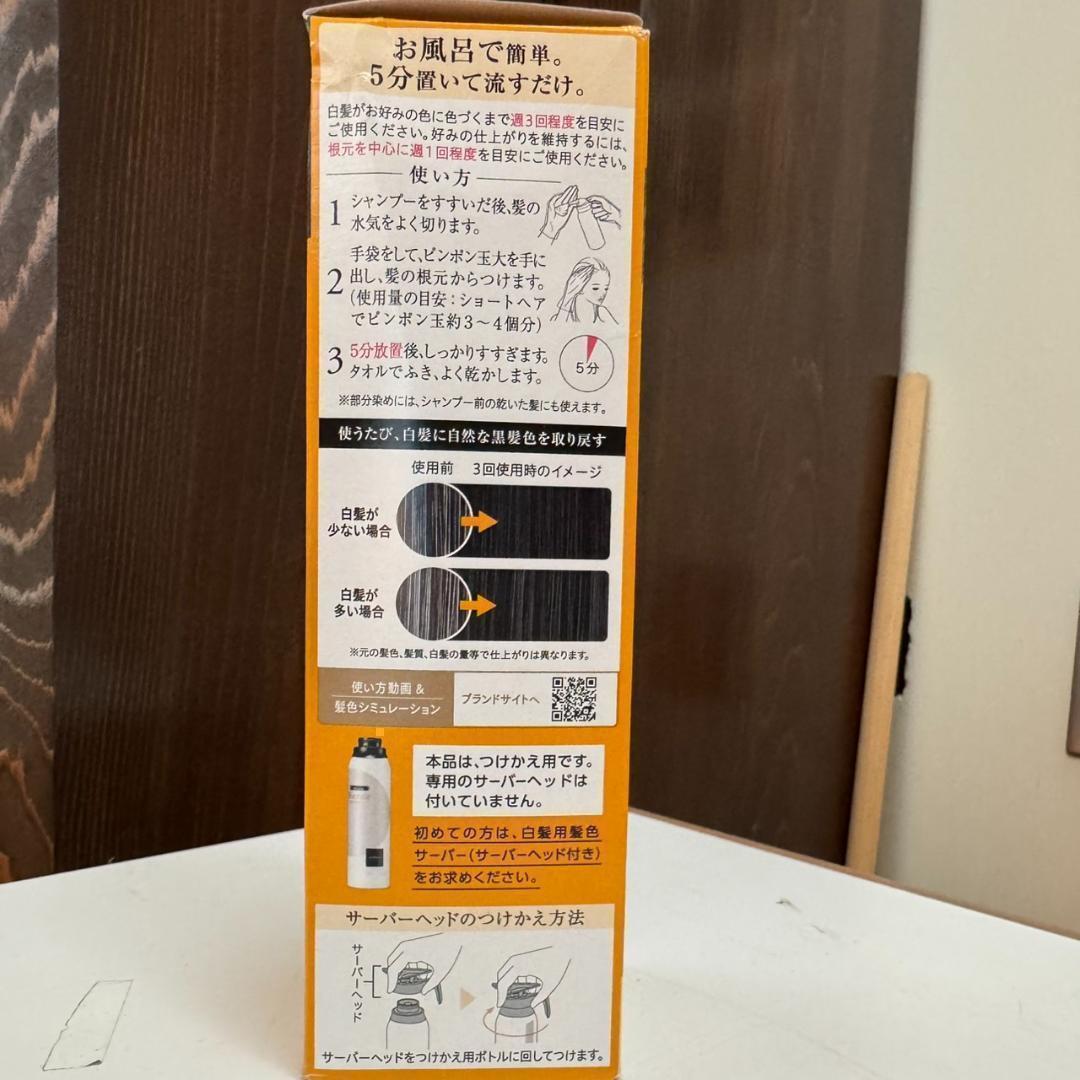 お風呂で簡単。
5分置いて流すだけ。
白髪がお好みの色に色づくまで週3回程度を目安に
ご使用ください。好みの仕上がりを維持するには、
根元を中心に週1回程度を目安にご使用ください。
使い方
1 シャンプーをすすいだ後、髪の
水気をよく切ります。
2 手袋をして、ピンポン玉大を手に
出し、髪の根元からつけます。
(使用量の目安：ショートヘア
でピンポン玉約3～4個分)
3 5分放置後、しっかりすすぎます。
タオルでふき、よく乾かします。
5分
※部分染めには、シャンプー前の乾いた髪にも使えます。
使うたび、白髪に自然な黒髪色を取り戻す
使用前 3回使用時のイメージ
白髪が
少ない場合
白髪が
多い場合
※元の髪色、髪質、白髪の量等で仕上がりは異なります。
使い方動画 &
髪色シミュレーション
ブランドサイトへ
本品は、つけかえ用です。
専用のサーバーヘッドは
付いていません。
初めての方は、白髪用髪色
サーバー(サーバーヘッド付き)
をお求めください。
サーバーヘッドのつけかえ方法
サーバーヘッド
サーバーヘッドをつけかえ用ボトルに回してつけます。